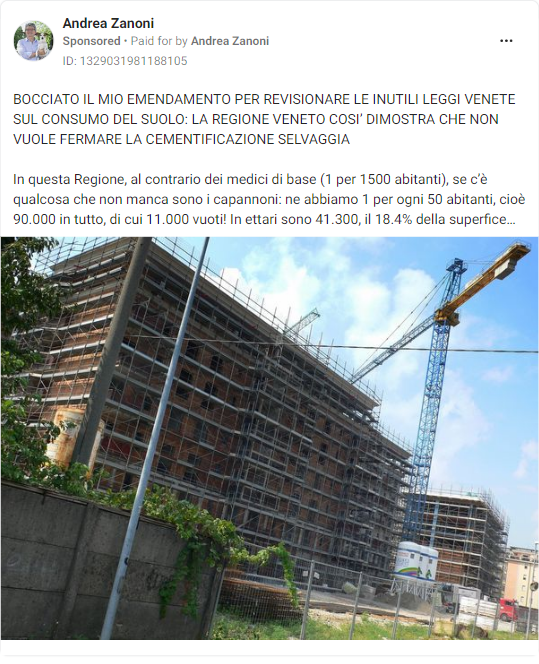 Andrea Zanoni
Sponsored • Paid for by Andrea Zanoni
ID: 1329031981188105
BOCCIATO IL MIO EMENDAMENTO PER REVISIONARE LE INUTILI LEGGI VENETE
SUL CONSUMO DEL SUOLO: LA REGIONE VENETO COSI’ DIMOSTRA CHE NON
VUOLE FERMARE LA CEMENTIFICAZIONE SELVAGGIA
In questa Regione, al contrario dei medici di base (1 per 1500 abitanti), se c’è
qualcosa che non manca sono i capannoni: ne abbiamo 1 per ogni 50 abitanti, cioè
90.000 in tutto, di cui 11.000 vuoti! In ettari sono 41.300, il 18.4% della superfice...